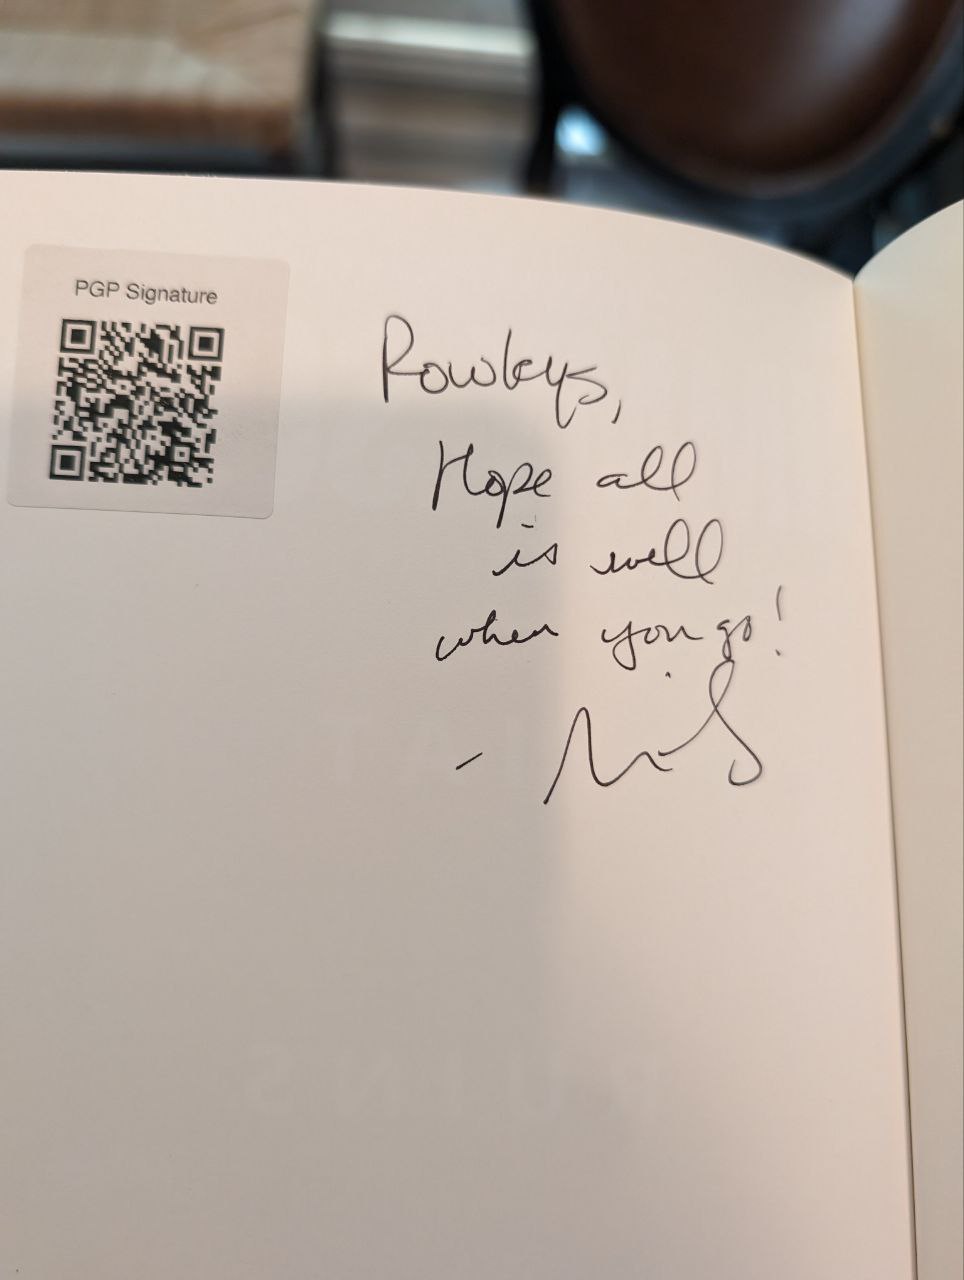 PGP Signature
Rowleys,
Hope all
is well
when you go!